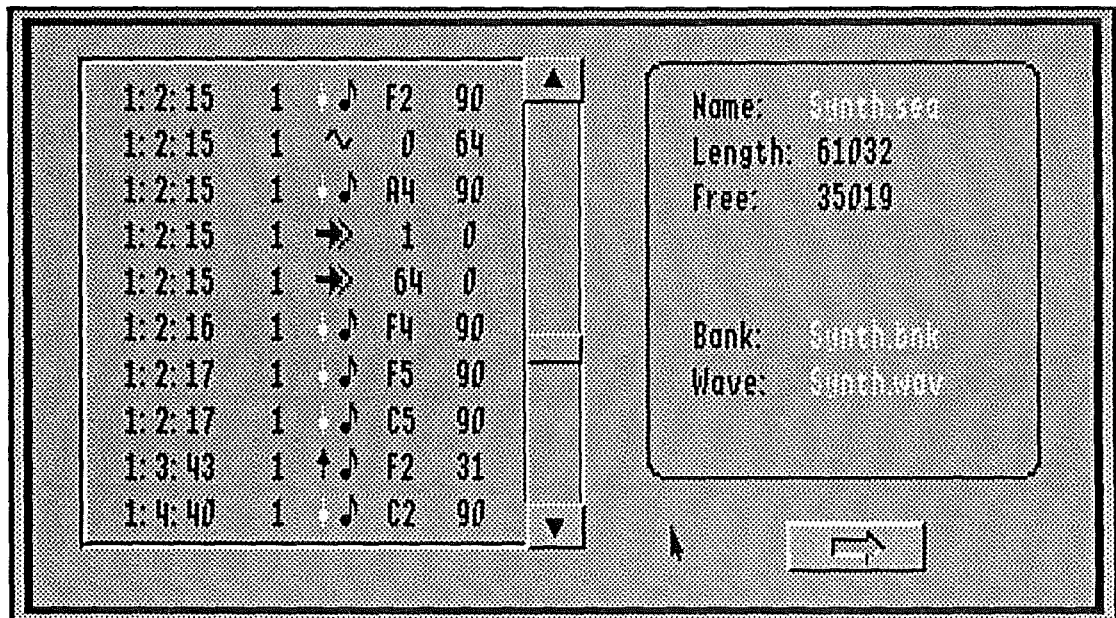 1: 2: 15 1 F2 90
1: 2: 15 1 0 64
1: 2: 15 1 A4 90
1: 2: 15 1 1 0
1: 2: 15 1 64 0
1: 2: 16 1 F4 90
1: 2: 17 1 F5 90
1: 2: 17 1 C5 90
1: 3: 43 1 F2 31
1: 4: 40 1 C2 90
Name: Synth.seq
Length: 61032
Free: 35019
Bank: Synth.bnk
Wave: Synth.wav